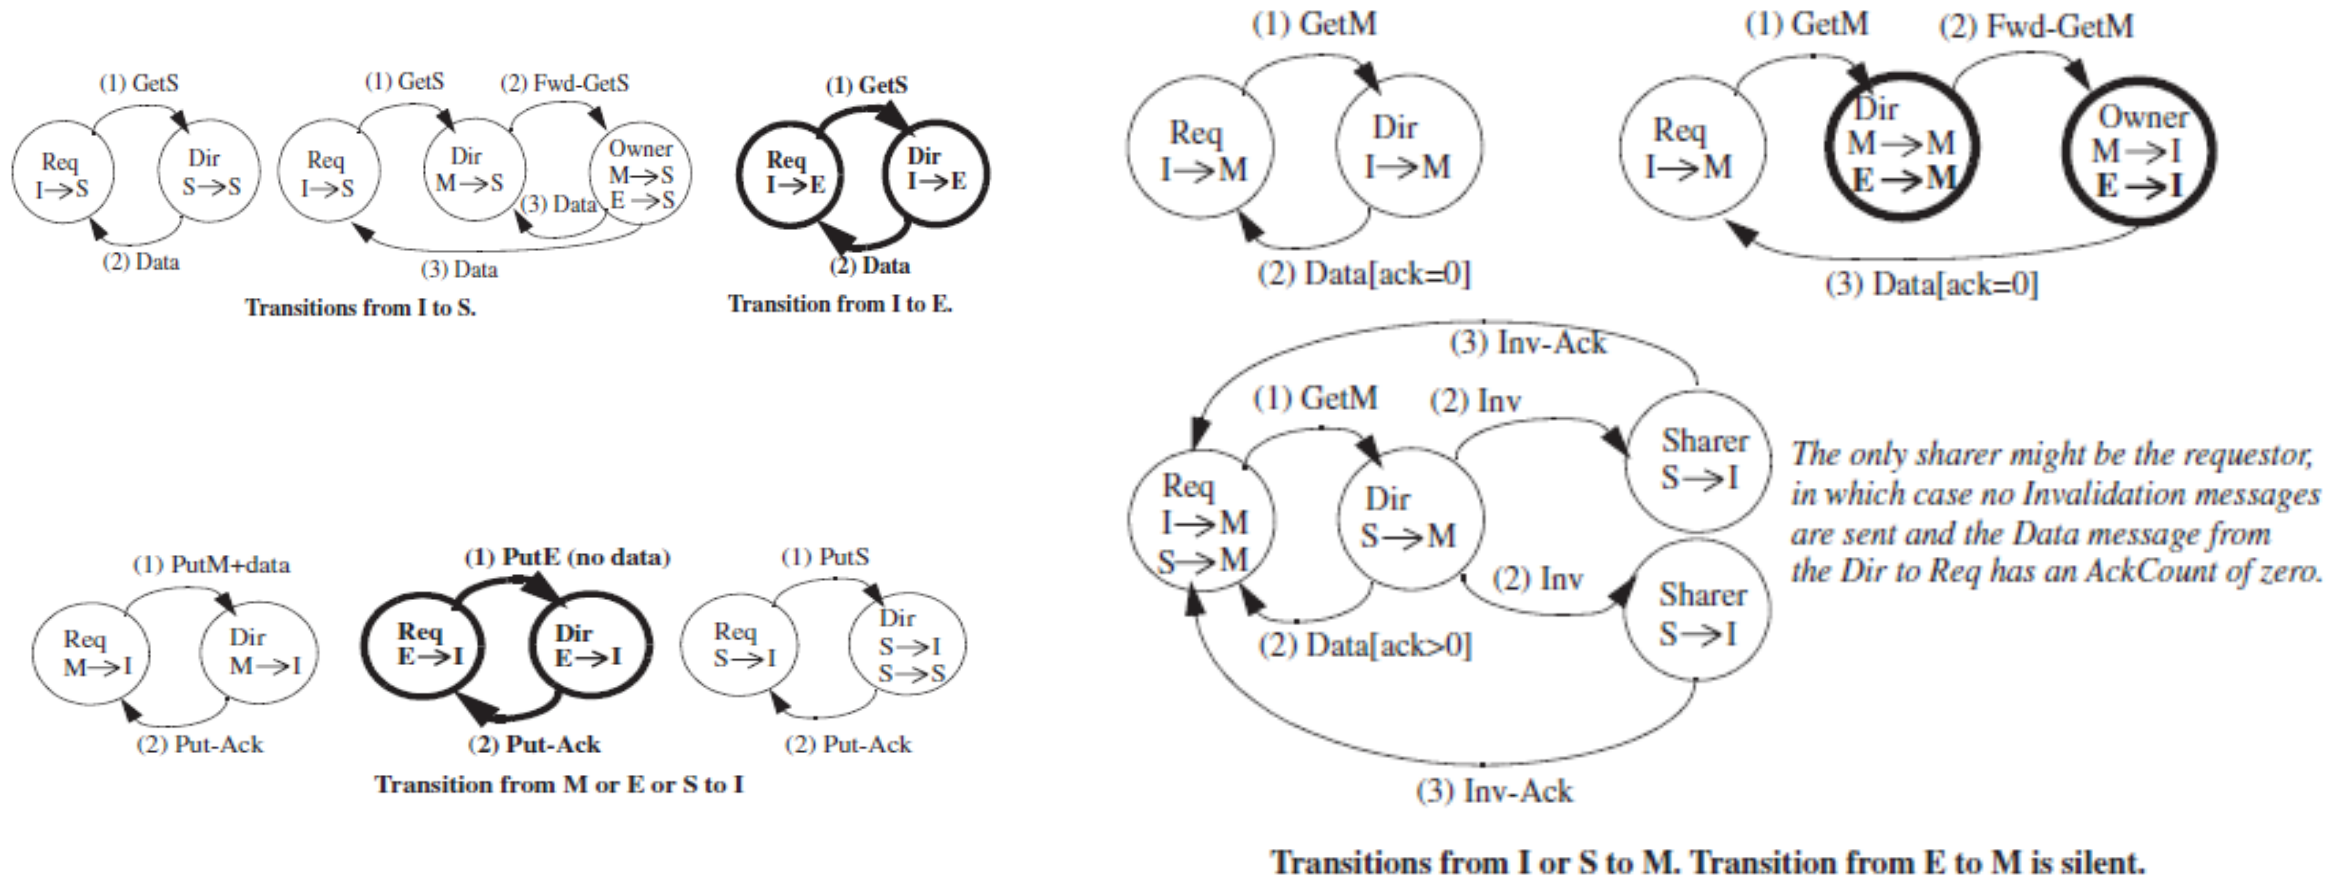 (1) GetS
Req
I→S
Dir
S→S
(2) Data
(1) GetS
(2) Fwd-GetS
Req
I→S
Dir
M→S
Owner
M→S
E→S
(3) Data
(3) Data
Transitions from I to S.
(1) GetS
Req
I→E
Dir
I→E
(2) Data
Transition from I to E.
(1) PutM+data
Req
M→I
Dir
M→I
(2) Put-Ack
(1) PutE (no data)
Req
E→I
Dir
E→I
(2) Put-Ack
(1) PutS
Req
S→I
Dir
S→I
S→S
(2) Put-Ack
Transition from M or E or S to I
(1) GetM
Req
I→M
Dir
I→M
(2) Data[ack=0]
(1) GetM
(2) Fwd-GetM
Req
I→M
Dir
M→M
E→M
Owner
M→I
E→I
(3) Data[ack=0]
(3) Inv-Ack
(1) GetM
(2) Inv
Req
I→M
S→M
Dir
S→M
Sharer
S→I
(2) Inv
Sharer
S→I
(2) Data[ack>0]
(3) Inv-Ack
The only sharer might be the requestor,
in which case no Invalidation messages
are sent and the Data message from
the Dir to Req has an AckCount of zero.
Transitions from I or S to M. Transition from E to M is silent.